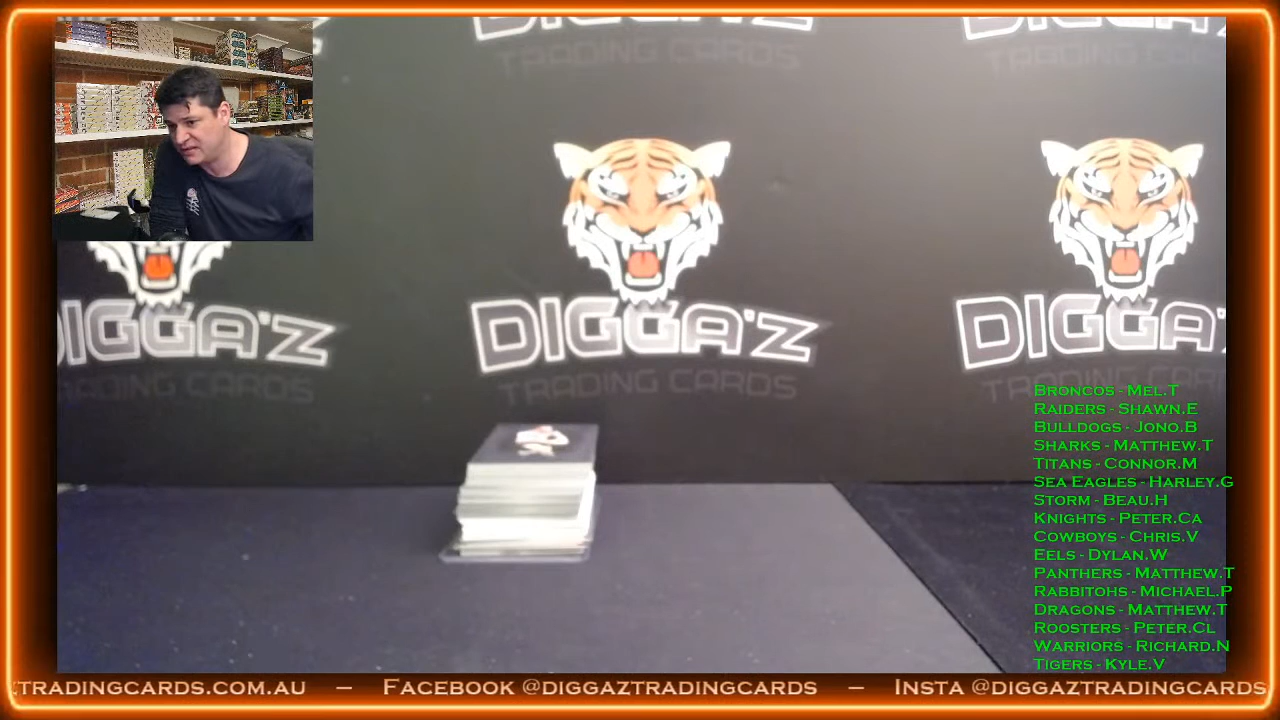 TRADING CARDS
DIGGA'Z
TRADING CARDS
DIGGA'Z
TRADING CARDS
DIGGA'
Broncos - Mel.T
Raiders - Shawn.E
Bulldogs - Jono.B
Sharks - Matthew.T
Titans - Connor.M
Sea Eagles - Harley.G
Storm - Beau.H
Knights - Peter.Ca
Cowboys - Chris.V
Eels - Dylan.W
Panthers - Matthew.T
Rabbitohs - Michael.P
Dragons - Matthew.T
Roosters - Peter.Cl
Warriors - Richard.N
Tigers - Kyle.V
tradingcards.com.au – Facebook @diggaztradingcards – Insta @diggaztradingcards